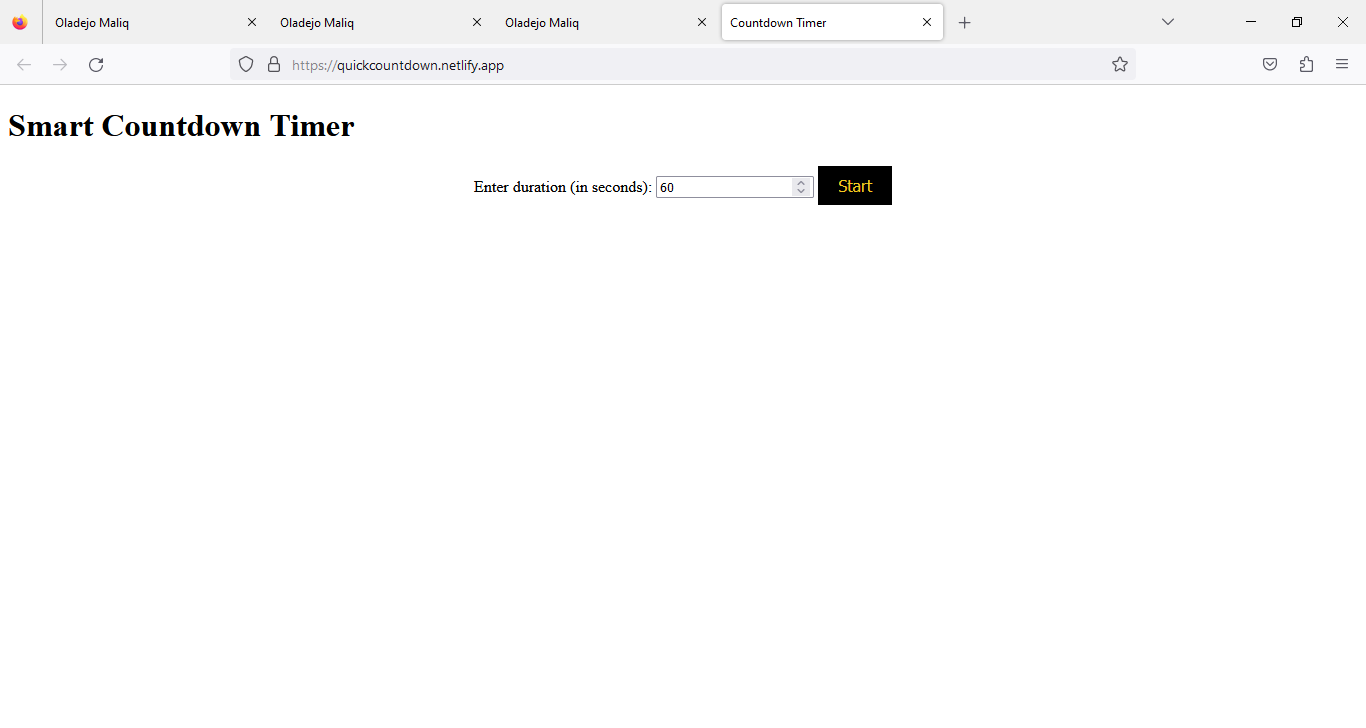 Oladejo Maliq
Oladejo Maliq
Oladejo Maliq
Countdown Timer
https://quickcountdown.netlify.app
Smart Countdown Timer
Enter duration (in seconds): 60 Start